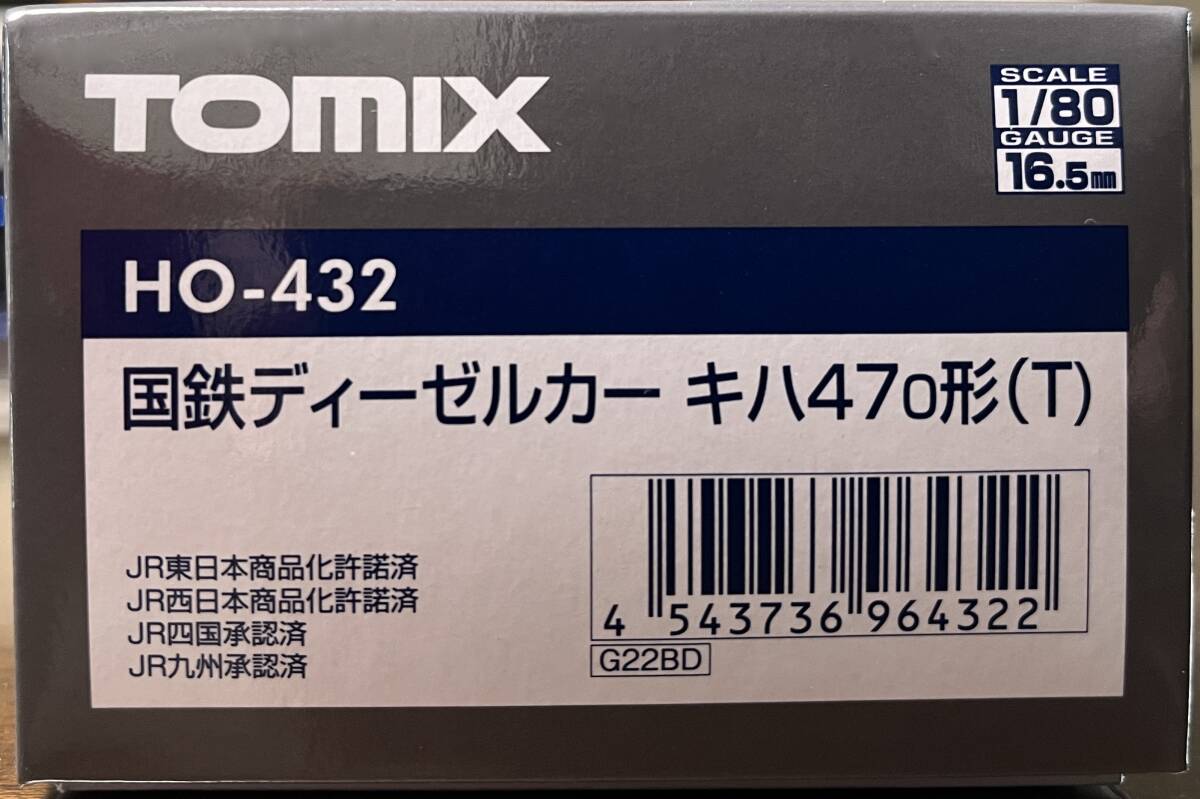 TOMIX
SCALE
1/80
GAUGE
16.5mm
HO-432
国鉄ディーゼルカー キハ470形(T)
JR東日本商品化許諾済
JR西日本商品化許諾済
JR四国承認済
JR九州承認済
4 543736 964322
G22BD